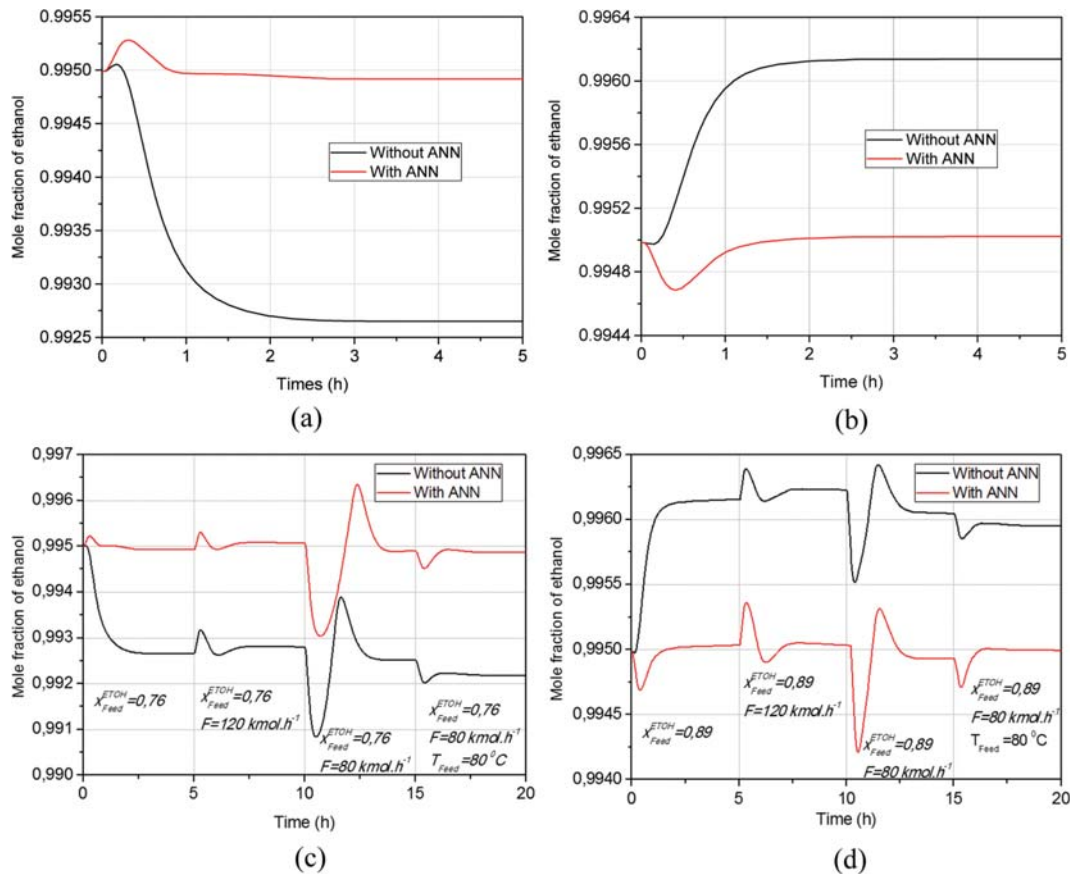 0.9955
0.9950
0.9945
0.9940
0.9935
0.9930
0.9925
Mole fraction of ethanol
Without ANN
With ANN
0 1 2 3 4 5
Times (h)
(a)
0.9964
0.9960
0.9956
0.9952
0.9948
0.9944
Mole fraction of ethanol
Without ANN
With ANN
0 1 2 3 4 5
Time (h)
(b)
0,997
0,996
0,995
0,994
0,993
0,992
0,991
0,990
Mole fraction of ethanol
Without ANN
With ANN
x_Feed^ETOH=0,76
x_Feed^ETOH=0,76
F=120 kmol.h^-1
x_Feed^ETOH=0,76
F=80 kmol.h^-1
x_Feed^ETOH=0,76
F=80 kmol.h^-1
T_Feed=80 ⁰C
0 5 10 15 20
Time (h)
(c)
0,9965
0,9960
0,9955
0,9950
0,9945
0,9940
Mole fraction of ethanol
Without ANN
With ANN
x_Feed^ETOH=0,89
x_Feed^ETOH=0,89
F=120 kmol.h^-1
x_Feed^ETOH=0,89
F=80 kmol.h^-1
x_Feed^ETOH=0,89
F=80 kmol.h^-1
T_Feed=80 ⁰C
0 5 10 15 20
Time (h)
(d)